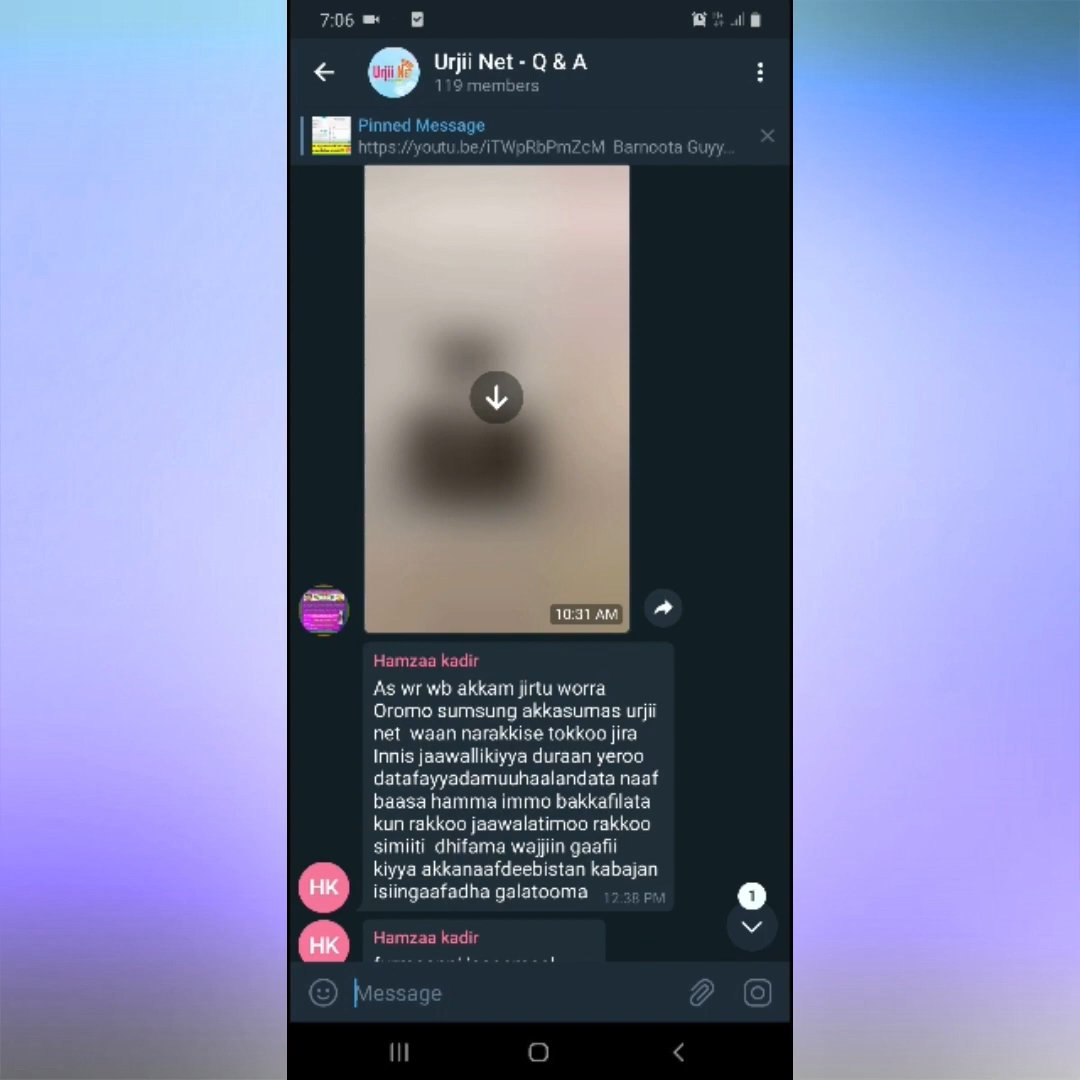 7:06
Urjii Net
Urjii Net - Q & A
119 members
Pinned Message
https://youtu.be/iTWpRbPmZcM Barnoota Guyy...
10:31 AM
Hamzaa kadir
As wr wb akkam jirtu worra
Oromo sumsung akkasumas urjii
net waan narakkise tokkoo jira
Innis jaawallikiyya duraan yeroo
datafayyadamuuhaalandata naaf
baasa hamma immo bakkafilata
kun rakkoo jaawalatimoo rakkoo
simiiti dhifama wajjiin gaafii
kiyya akkanaafdeebistan kabajan
isiingaafadha galatooma
12:38 PM
HK
1
Hamzaa kadir
HK
Message